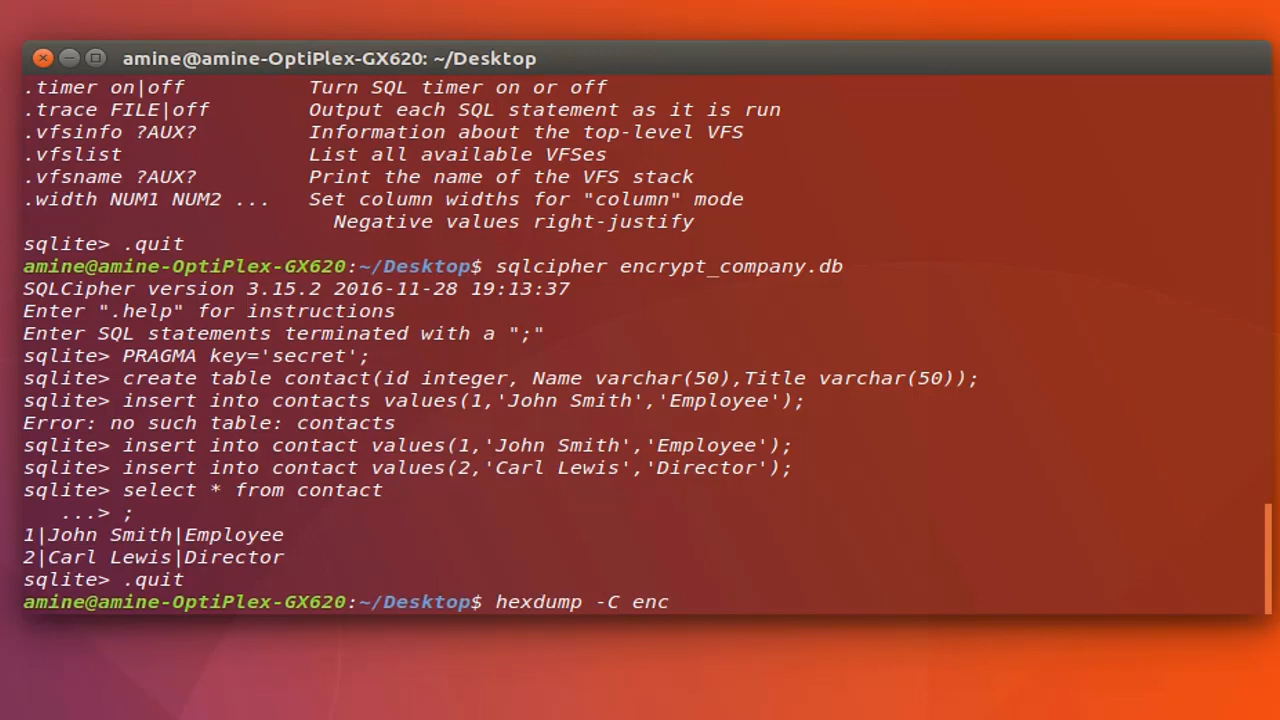 amine@amine-OptiPlex-GX620: ~/Desktop
.timer on|off          Turn SQL timer on or off
.trace FILE|off        Output each SQL statement as it is run
.vfsinfo ?AUX?         Information about the top-level VFS
.vfslist               List all available VFSes
.vfsname ?AUX?         Print the name of the VFS stack
.width NUM1 NUM2 ...   Set column widths for "column" mode
                         Negative values right-justify
sqlite> .quit
amine@amine-OptiPlex-GX620:~/Desktop$ sqlcipher encrypt_company.db
SQLCipher version 3.15.2 2016-11-28 19:13:37
Enter ".help" for instructions
Enter SQL statements terminated with a ";"
sqlite> PRAGMA key='secret';
sqlite> create table contact(id integer, Name varchar(50),Title varchar(50));
sqlite> insert into contacts values(1,'John Smith','Employee');
Error: no such table: contacts
sqlite> insert into contact values(1,'John Smith','Employee');
sqlite> insert into contact values(2,'Carl Lewis','Director');
sqlite> select * from contact
   ...> ;
1|John Smith|Employee
2|Carl Lewis|Director
sqlite> .quit
amine@amine-OptiPlex-GX620:~/Desktop$ hexdump -C enc